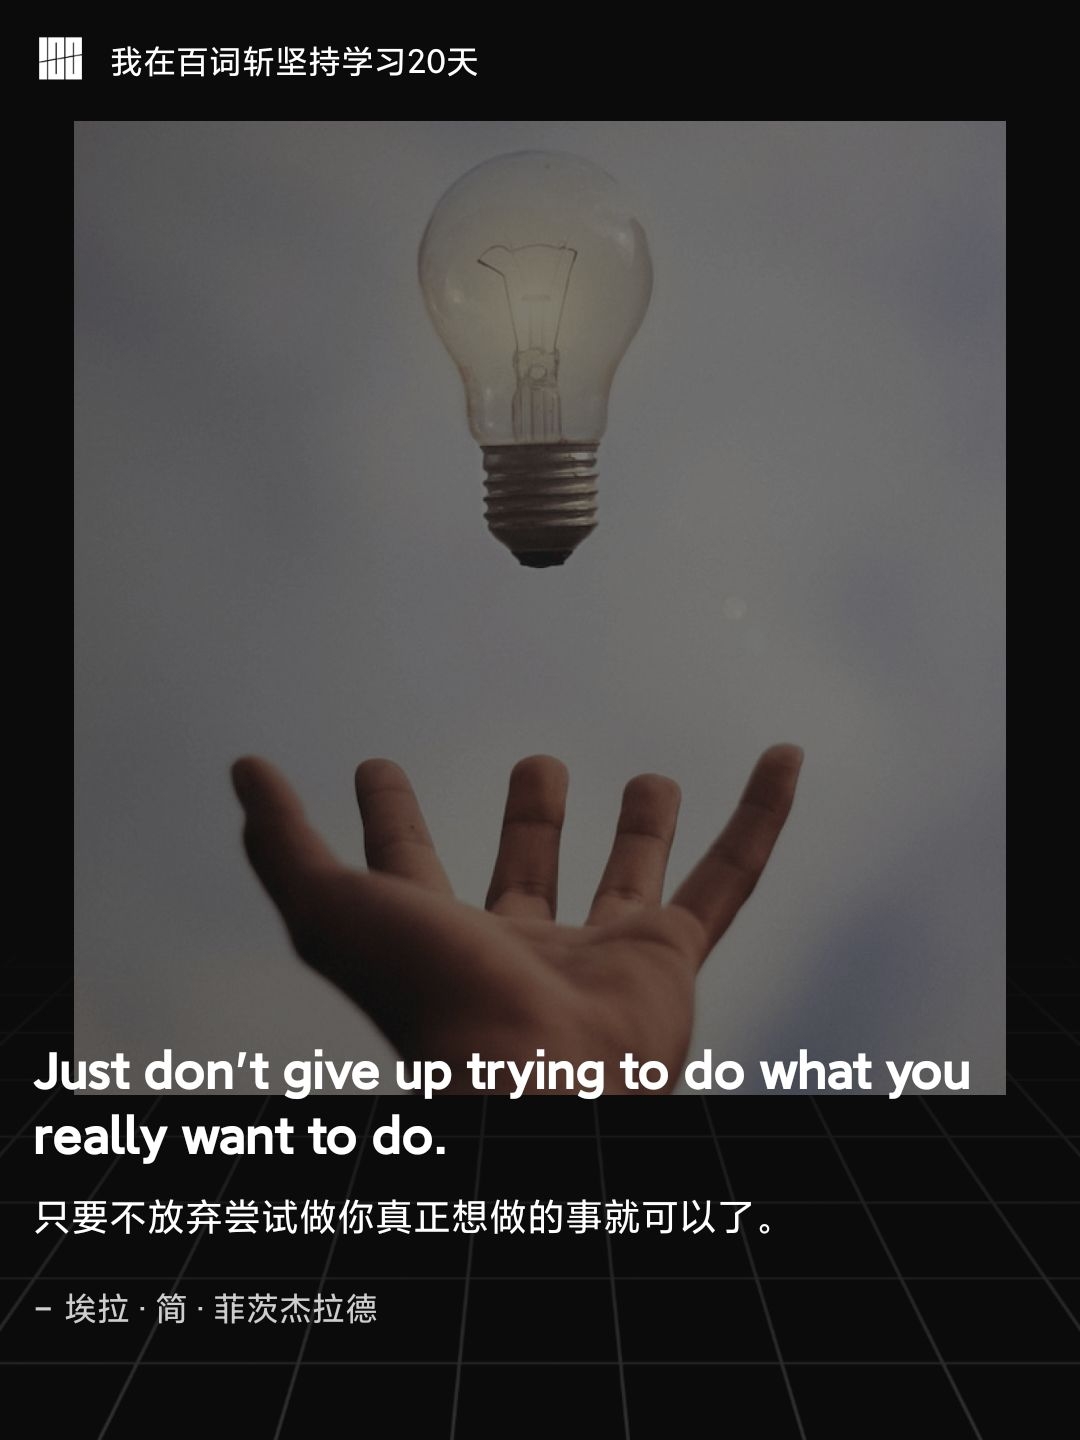 我在百词斩坚持学习20天
Just don't give up trying to do what you
really want to do.
只要不放弃尝试做你真正想做的事就可以了。
– 埃拉 · 简 · 菲茨杰拉德